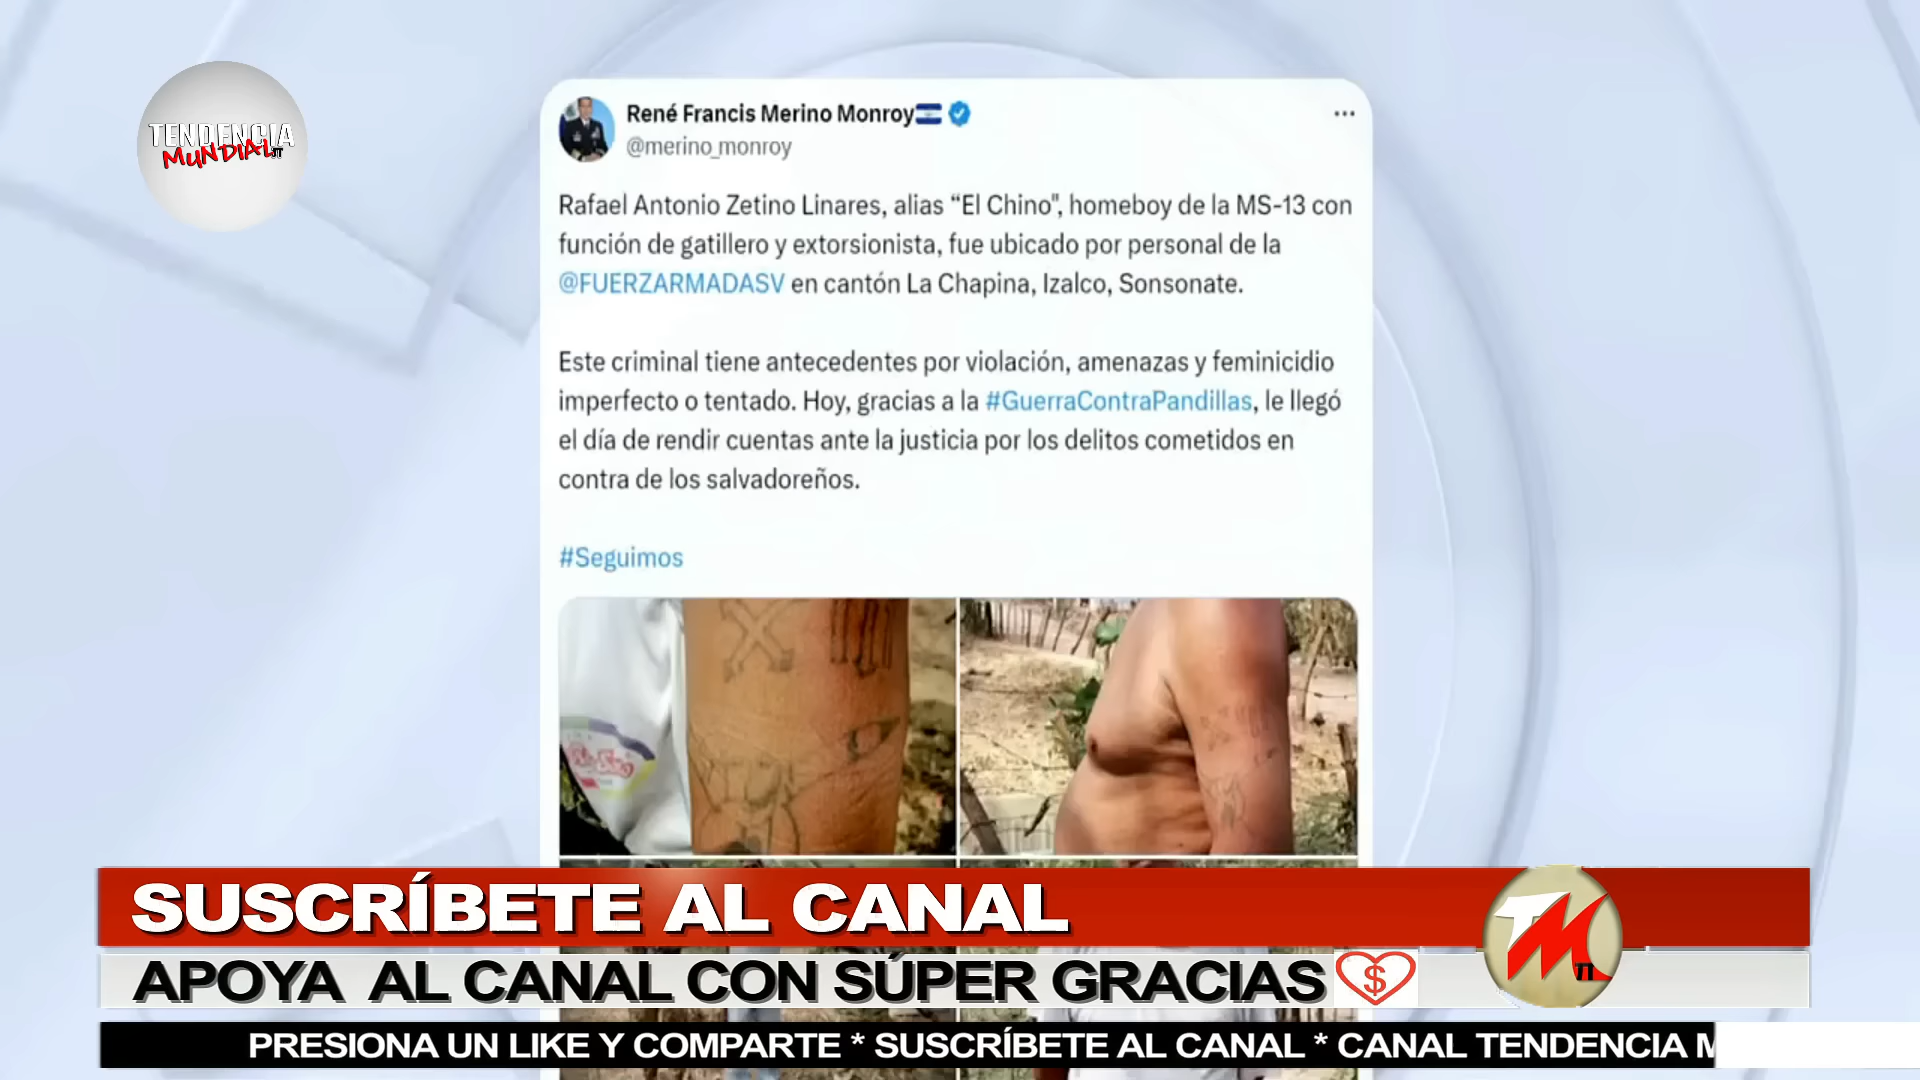 TENDENCIA
MUNDIAL
René Francis Merino Monroy
@merino_monroy
Rafael Antonio Zetino Linares, alias “El Chino", homeboy de la MS-13 con
función de gatillero y extorsionista, fue ubicado por personal de la
@FUERZARMADASV en cantón La Chapina, Izalco, Sonsonate.
Este criminal tiene antecedentes por violación, amenazas y feminicidio
imperfecto o tentado. Hoy, gracias a la #GuerraContraPandillas, le llegó
el día de rendir cuentas ante la justicia por los delitos cometidos en
contra de los salvadoreños.
#Seguimos
SUSCRÍBETE AL CANAL
APOYA AL CANAL CON SÚPER GRACIAS $
TM
PRESIONA UN LIKE Y COMPARTE * SUSCRÍBETE AL CANAL * CANAL TENDENCIA M